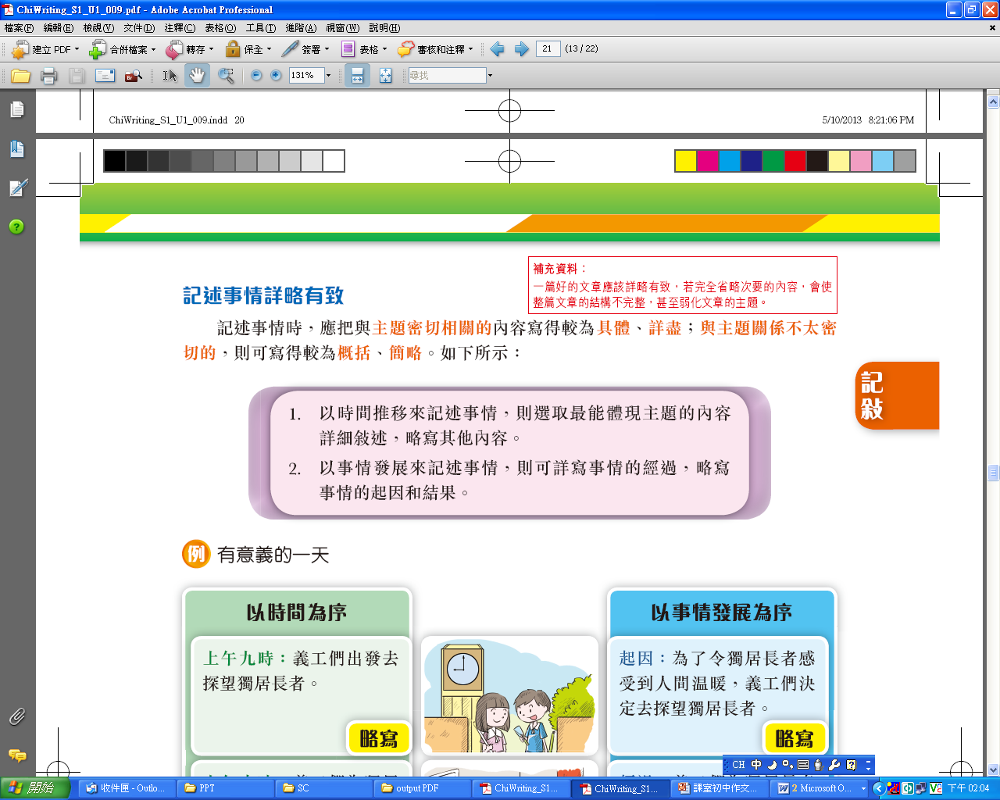 ChiWriting_S1_U1_009.pdf - Adobe Acrobat Professional
檔案(F) 編輯(E) 檢視(V) 文件(D) 注釋(C) 表格(O) 工具(T) 進階(A) 視窗(W) 說明(H)
建立 PDF 合併檔案 轉存 保全 簽署 表格 審核和注釋 21 (13 / 22)
131% 尋找
ChiWriting_S1_U1_009.indd 20 5/10/2013 8:21:06 PM
補充資料：
一篇好的文章應該詳略有致，若完全省略次要的內容，會使
整篇文章的結構不完整，甚至弱化文章的主題。
記述事情詳略有致
記述事情時，應把與主題密切相關的內容寫得較為具體、詳盡；與主題關係不太密
切的，則可寫得較為概括、簡略。如下所示：
記
敍
1. 以時間推移來記述事情，則選取最能體現主題的內容
詳細敍述，略寫其他內容。
2. 以事情發展來記述事情，則可詳寫事情的經過，略寫
事情的起因和結果。
例 有意義的一天
以時間為序
上午九時：義工們出發去
探望獨居長者。
略寫
以事情發展為序
起因：為了令獨居長者感
受到人間溫暖，義工們決
定去探望獨居長者。
略寫
CH 中
開始 收件匣 - Outlo... PPT SC output PDF ChiWriting_S1... ChiWriting_S1... 課室初中作文... 2 Microsoft O... 下午 02:04